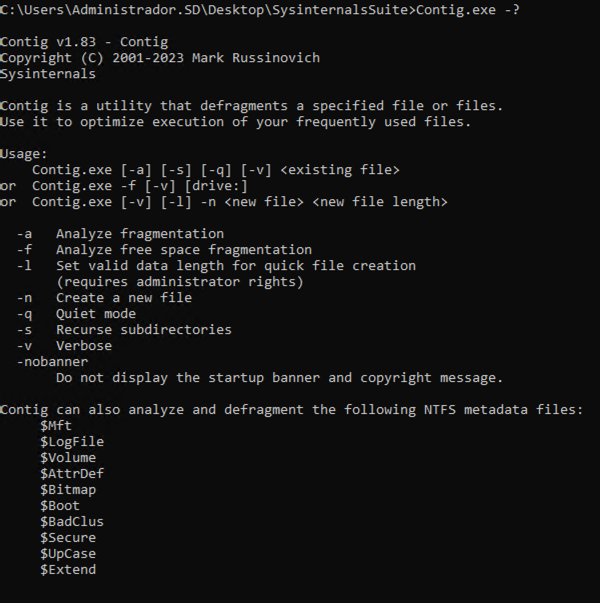 C:\Users\Administrador.SD\Desktop\SysinternalsSuite>Contig.exe -?
Contig v1.83 - Contig
Copyright (C) 2001-2023 Mark Russinovich
Sysinternals
Contig is a utility that defragments a specified file or files.
Use it to optimize execution of your frequently used files.
Usage:
    Contig.exe [-a] [-s] [-q] [-v] <existing file>
or  Contig.exe -f [-v] [drive:]
or  Contig.exe [-v] [-l] -n <new file> <new file length>
  -a   Analyze fragmentation
  -f   Analyze free space fragmentation
  -l   Set valid data length for quick file creation
       (requires administrator rights)
  -n   Create a new file
  -q   Quiet mode
  -s   Recurse subdirectories
  -v   Verbose
  -nobanner
       Do not display the startup banner and copyright message.
Contig can also analyze and defragment the following NTFS metadata files:
     $Mft
     $LogFile
     $Volume
     $AttrDef
     $Bitmap
     $Boot
     $BadClus
     $Secure
     $UpCase
     $Extend